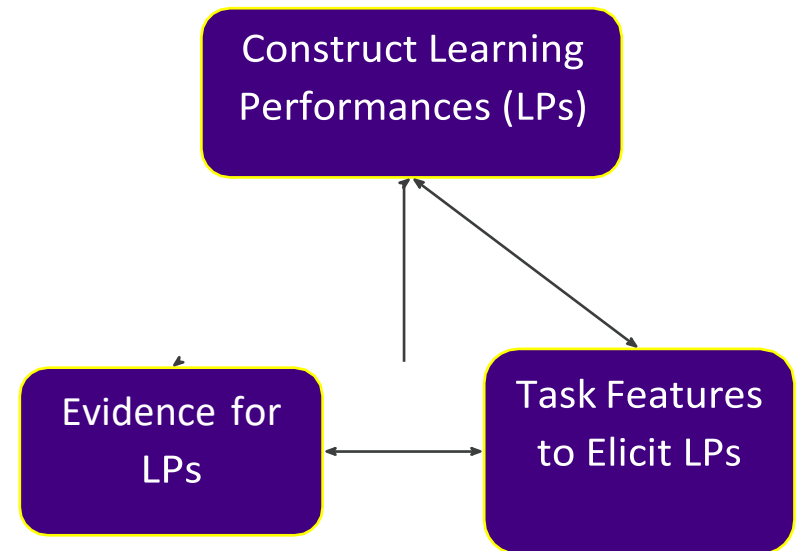 Construct Learning
Performances (LPs)
Evidence for
LPs
Task Features
to Elicit LPs